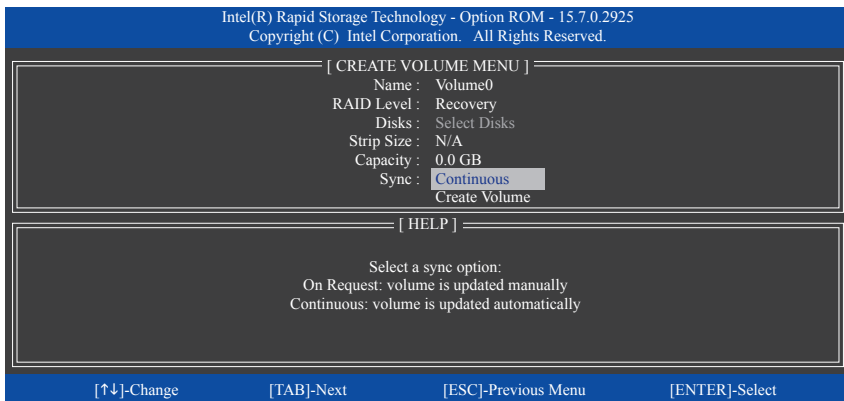 Intel(R) Rapid Storage Technology - Option ROM - 15.7.0.2925
Copyright (C) Intel Corporation. All Rights Reserved.
[ CREATE VOLUME MENU ]
Name : Volume0
RAID Level : Recovery
Disks : Select Disks
Strip Size : N/A
Capacity : 0.0 GB
Sync : Continuous
Create Volume
[ HELP ]
Select a sync option:
On Request: volume is updated manually
Continuous: volume is updated automatically
[↑↓]-Change [TAB]-Next [ESC]-Previous Menu [ENTER]-Select